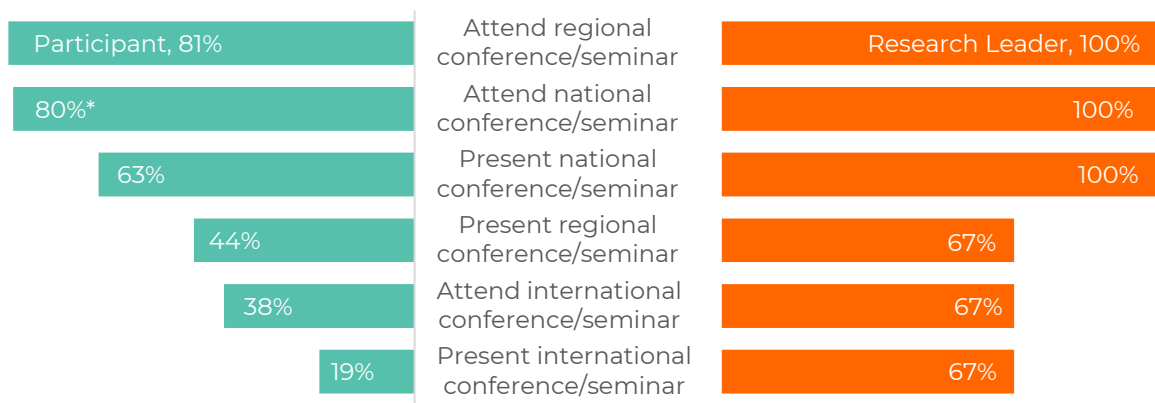 Participant, 81%
Attend regional
conference/seminar
Research Leader, 100%
80%*
Attend national
conference/seminar
100%
63%
Present national
conference/seminar
100%
44%
Present regional
conference/seminar
67%
38%
Attend international
conference/seminar
67%
19%
Present international
conference/seminar
67%